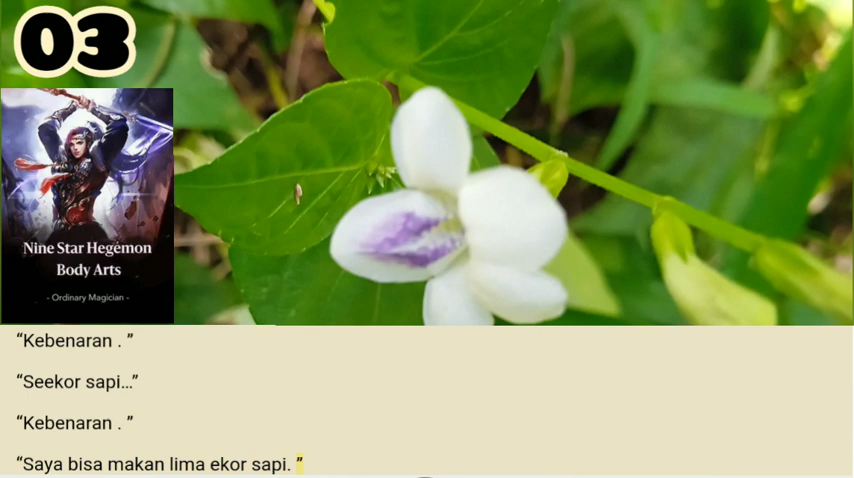 03
Nine Star Hegemon
Body Arts
- Ordinary Magician -
“Kebenaran . ”
“Seekor sapi...”
“Kebenaran . ”
“Saya bisa makan lima ekor sapi. ”